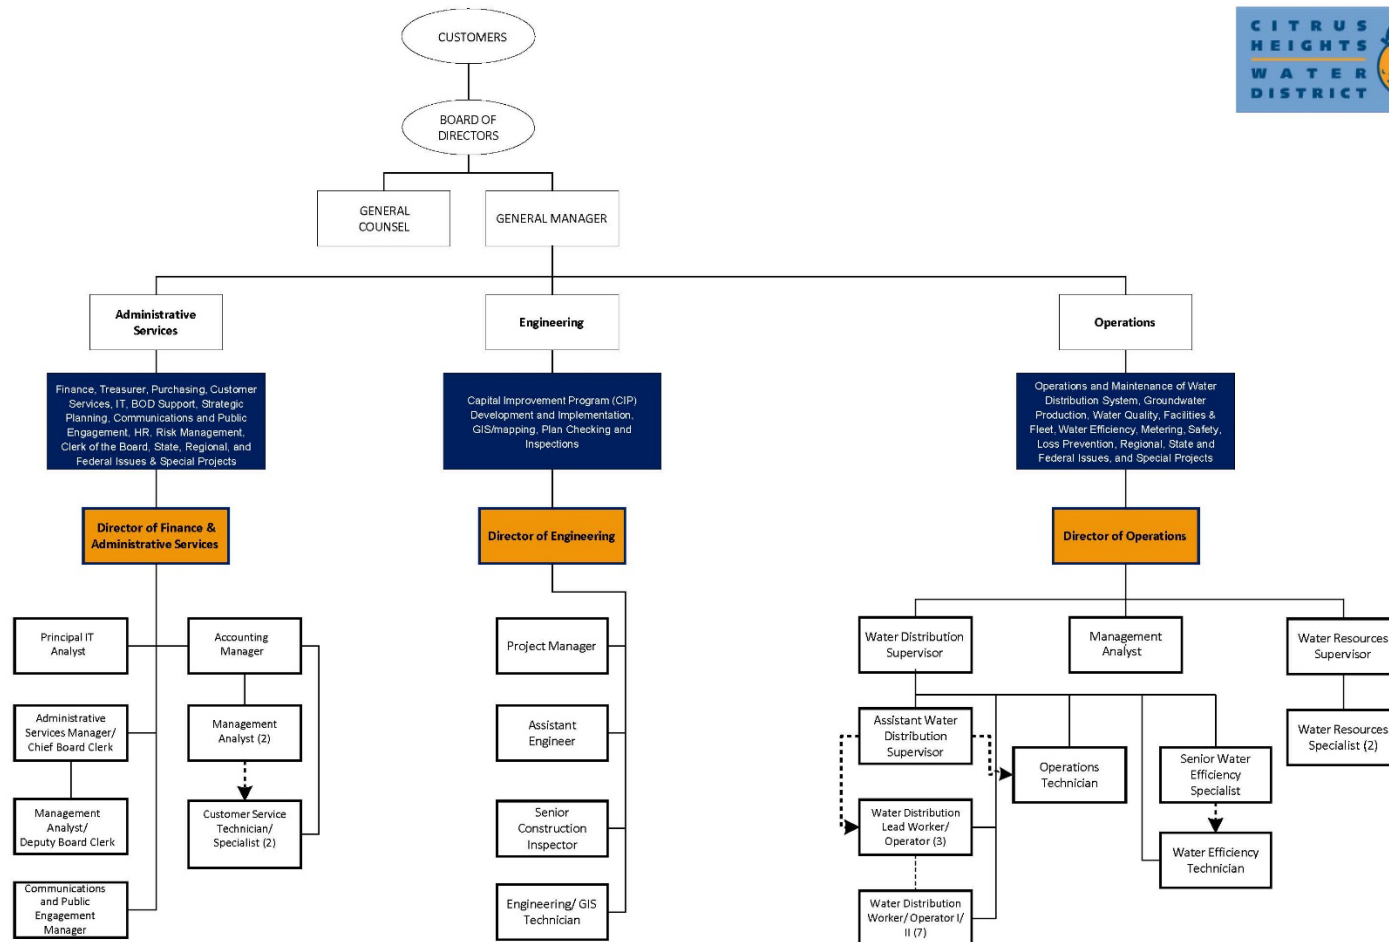 CITRUS
HEIGHTS
WATER
DISTRICT
CUSTOMERS
BOARD OF
DIRECTORS
GENERAL
COUNSEL
GENERAL MANAGER
Administrative
Services
Engineering
Operations
Finance, Treasurer, Purchasing, Customer
Services, IT, BOD Support, Strategic
Planning, Communications and Public
Engagement, HR, Risk Management,
Clerk of the Board, State, Regional, and
Federal Issues & Special Projects
Capital Improvement Program (CIP)
Development and Implementation,
GIS/mapping, Plan Checking and
Inspections
Operations and Maintenance of Water
Distribution System, Groundwater
Production, Water Quality, Facilities &
Fleet, Water Efficiency, Metering, Safety,
Loss Prevention, Regional, State and
Federal Issues, and Special Projects
Director of Finance &
Administrative Services
Director of Engineering
Director of Operations
Principal IT
Analyst
Accounting
Manager
Administrative
Services Manager/
Chief Board Clerk
Management
Analyst (2)
Management
Analyst/
Deputy Board Clerk
Customer Service
Technician/
Specialist (2)
Communications
and Public
Engagement
Manager
Project Manager
Assistant
Engineer
Senior
Construction
Inspector
Engineering/ GIS
Technician
Water Distribution
Supervisor
Management
Analyst
Water Resources
Supervisor
Assistant Water
Distribution
Supervisor
Operations
Technician
Senior Water
Efficiency
Specialist
Water Resources
Specialist (2)
Water Distribution
Lead Worker/
Operator (3)
Water Efficiency
Technician
Water Distribution
Worker/ Operator I/
II (7)